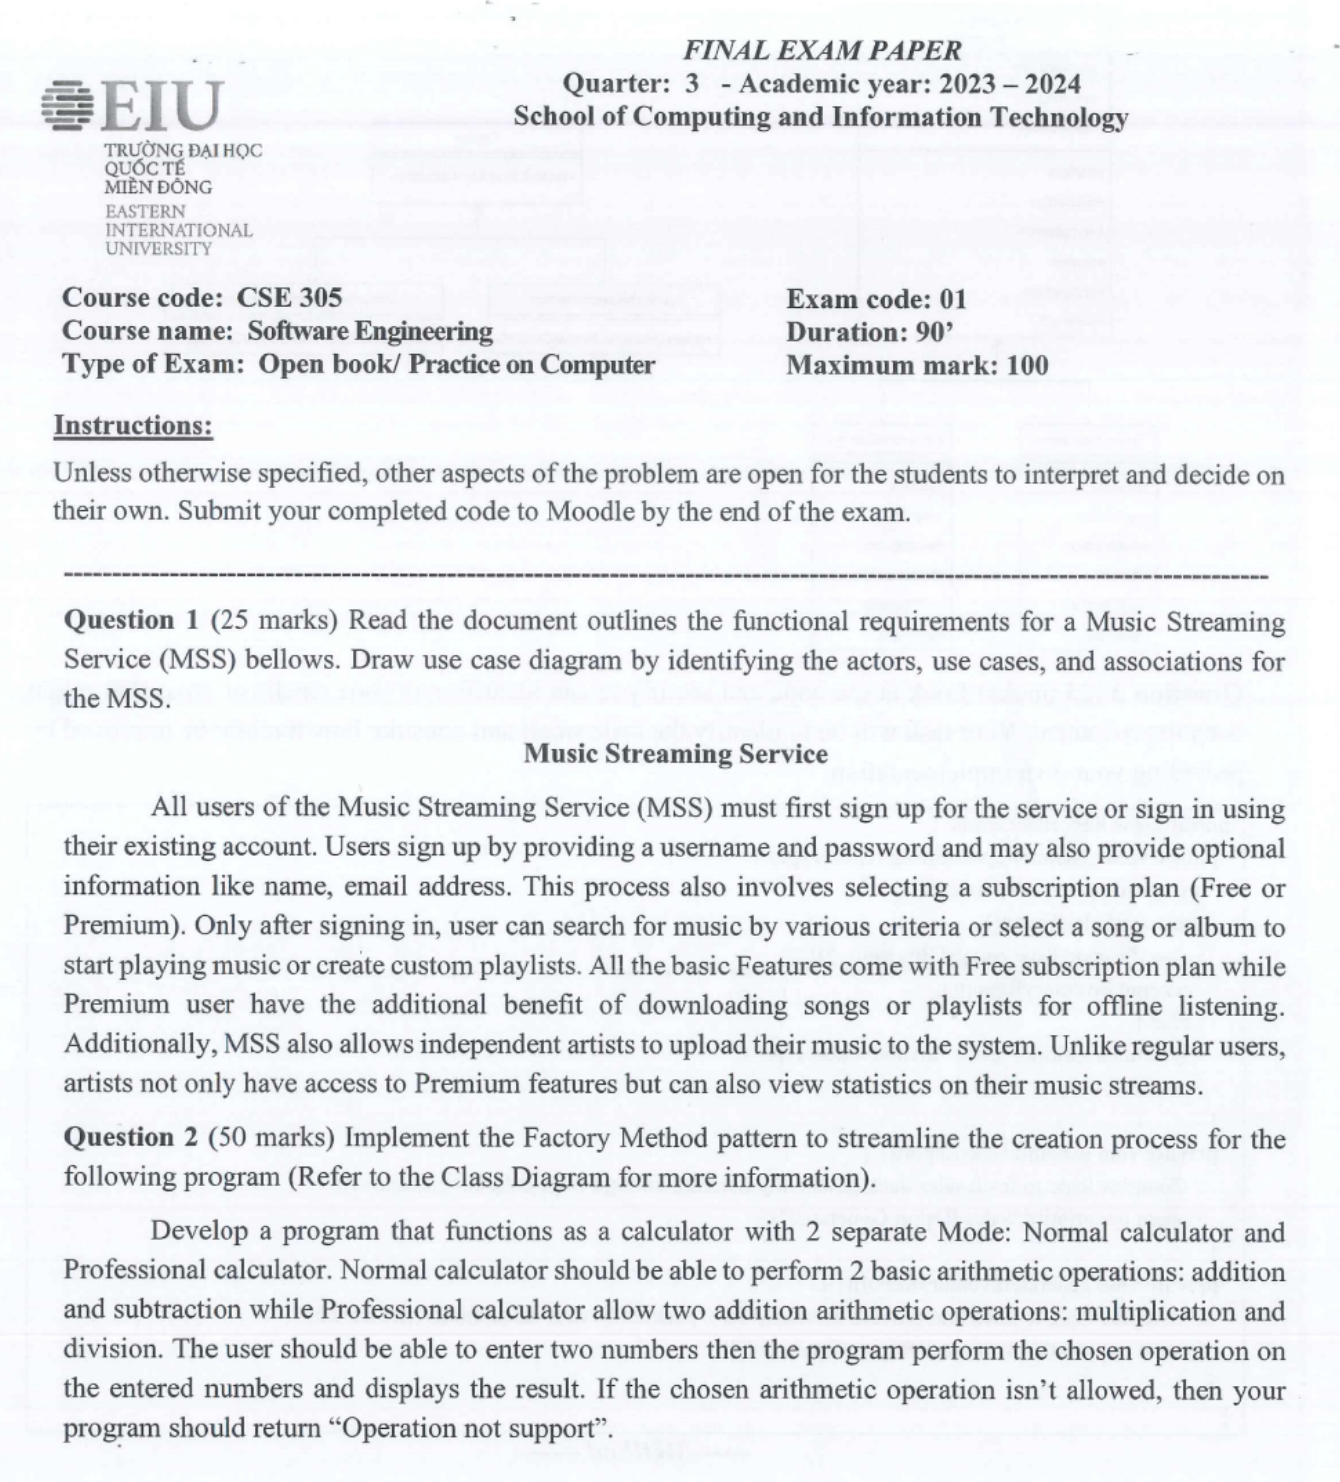 FINAL EXAM PAPER
Quarter: 3 - Academic year: 2023 – 2024
School of Computing and Information Technology
EIU
TRƯỜNG ĐẠI HỌC
QUỐC TẾ
MIỀN ĐÔNG
EASTERN
INTERNATIONAL
UNIVERSITY
Course code: CSE 305
Exam code: 01
Course name: Software Engineering
Duration: 90’
Type of Exam: Open book/ Practice on Computer
Maximum mark: 100
Instructions:
Unless otherwise specified, other aspects of the problem are open for the students to interpret and decide on
their own. Submit your completed code to Moodle by the end of the exam.
Question 1 (25 marks) Read the document outlines the functional requirements for a Music Streaming
Service (MSS) bellows. Draw use case diagram by identifying the actors, use cases, and associations for
the MSS.
Music Streaming Service
All users of the Music Streaming Service (MSS) must first sign up for the service or sign in using
their existing account. Users sign up by providing a username and password and may also provide optional
information like name, email address. This process also involves selecting a subscription plan (Free or
Premium). Only after signing in, user can search for music by various criteria or select a song or album to
start playing music or create custom playlists. All the basic Features come with Free subscription plan while
Premium user have the additional benefit of downloading songs or playlists for offline listening.
Additionally, MSS also allows independent artists to upload their music to the system. Unlike regular users,
artists not only have access to Premium features but can also view statistics on their music streams.
Question 2 (50 marks) Implement the Factory Method pattern to streamline the creation process for the
following program (Refer to the Class Diagram for more information).
Develop a program that functions as a calculator with 2 separate Mode: Normal calculator and
Professional calculator. Normal calculator should be able to perform 2 basic arithmetic operations: addition
and subtraction while Professional calculator allow two addition arithmetic operations: multiplication and
division. The user should be able to enter two numbers then the program perform the chosen operation on
the entered numbers and displays the result. If the chosen arithmetic operation isn’t allowed, then your
program should return “Operation not support”.